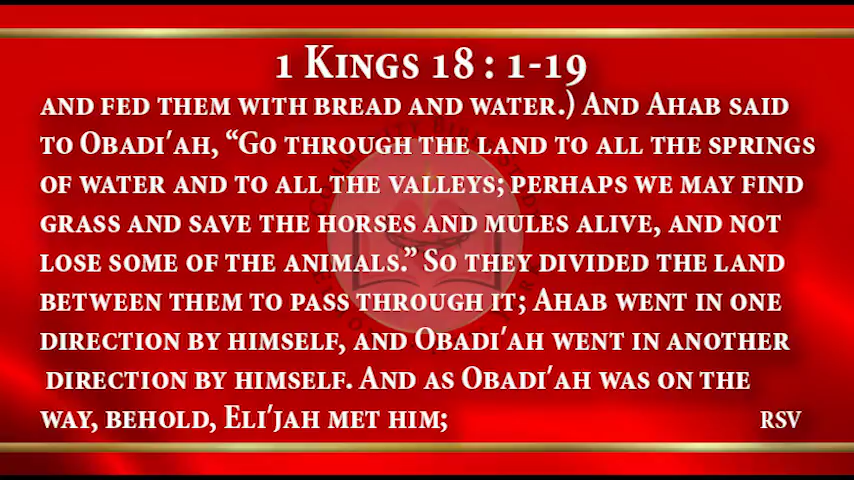 1 Kings 18 : 1-19
and fed them with bread and water.) And Ahab said
to Obadi'ah, “Go through the land to all the springs
of water and to all the valleys; perhaps we may find
grass and save the horses and mules alive, and not
lose some of the animals.” So they divided the land
between them to pass through it; Ahab went in one
direction by himself, and Obadi'ah went in another
direction by himself. And as Obadi'ah was on the
way, behold, Eli'jah met him;
RSV